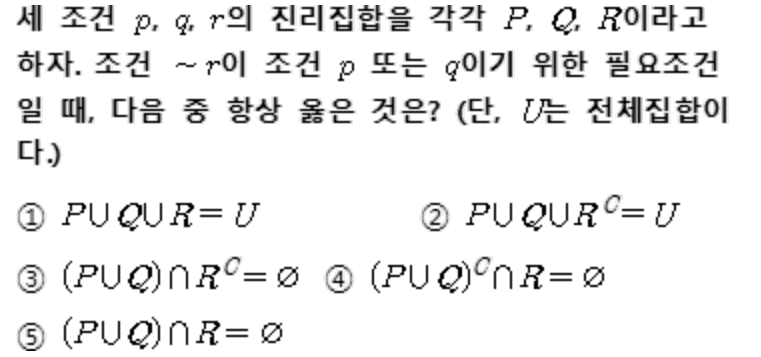 세 조건 p, q, r의 진리집합을 각각 P, Q, R이라고
하자. 조건 ~r이 조건 p 또는 q이기 위한 필요조건
일 때, 다음 중 항상 옳은 것은? (단, U는 전체집합이
다.)
① P∪Q∪R=U ② P∪Q∪R^C=U
③ (P∪Q)∩R^C=∅ ④ (P∪Q)^C∩R=∅
⑤ (P∪Q)∩R=∅